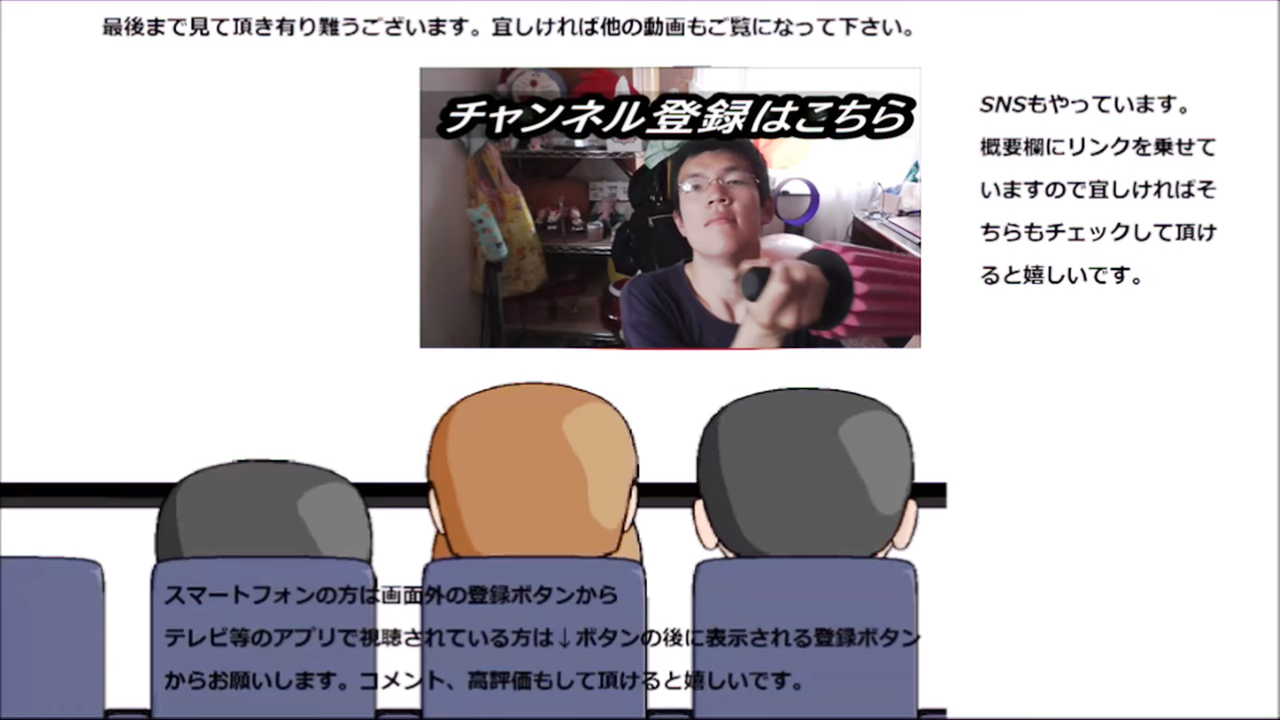 最後まで見て頂き有り難うございます。宜しければ他の動画もご覧になって下さい。
チャンネル登録はこちら
SNSもやっています。
概要欄にリンクを乗せて
いますので宜しければそ
ちらもチェックして頂け
ると嬉しいです。
スマートフォンの方は画面外の登録ボタンから
テレビ等のアプリで視聴されている方は↓ボタンの後に表示される登録ボタン
からお願いします。コメント、高評価もして頂けると嬉しいです。